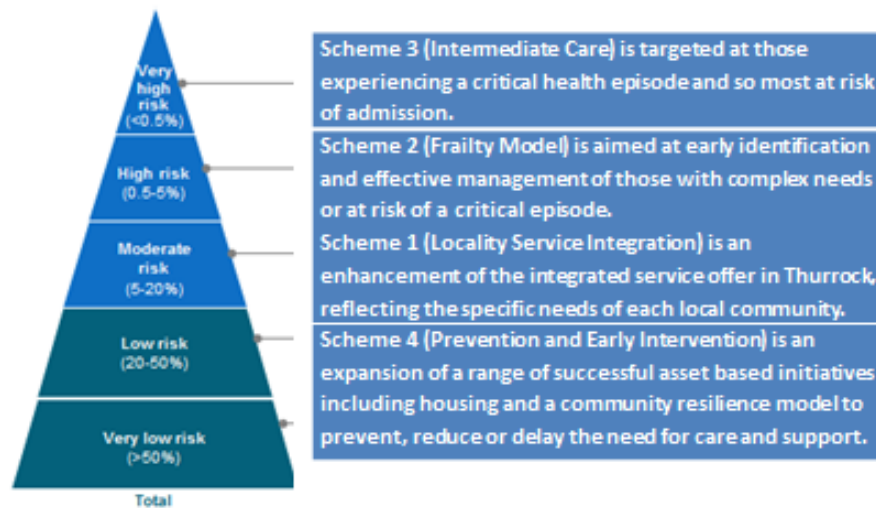 Very
high
risk
(<0.5%)
High risk
(0.5-5%)
Moderate
risk
(5-20%)
Low risk
(20-50%)
Very low risk
(>50%)
Total
Scheme 3 (Intermediate Care) is targeted at those
experiencing a critical health episode and so most at risk
of admission.
Scheme 2 (Frailty Model) is aimed at early identification
and effective management of those with complex needs
or at risk of a critical episode.
Scheme 1 (Locality Service Integration) is an
enhancement of the integrated service offer in Thurrock,
reflecting the specific needs of each local community.
Scheme 4 (Prevention and Early Intervention) is an
expansion of a range of successful asset based initiatives
including housing and a community resilience model to
prevent, reduce or delay the need for care and support.